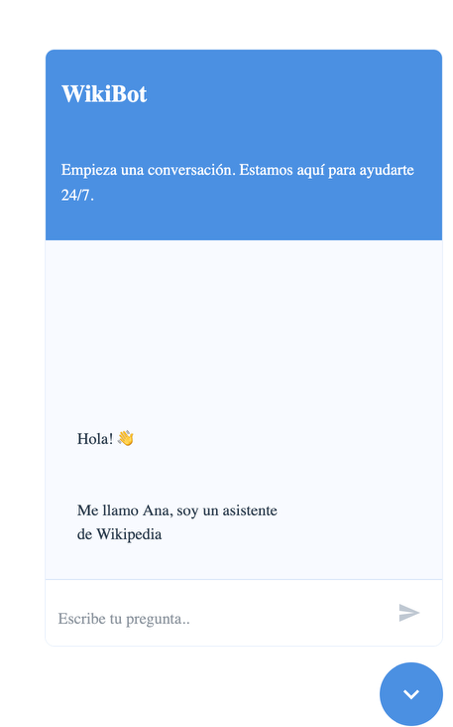 WikiBot
Empieza una conversación. Estamos aquí para ayudarte
24/7.
Hola! 👋
Me llamo Ana, soy un asistente
de Wikipedia
Escribe tu pregunta..